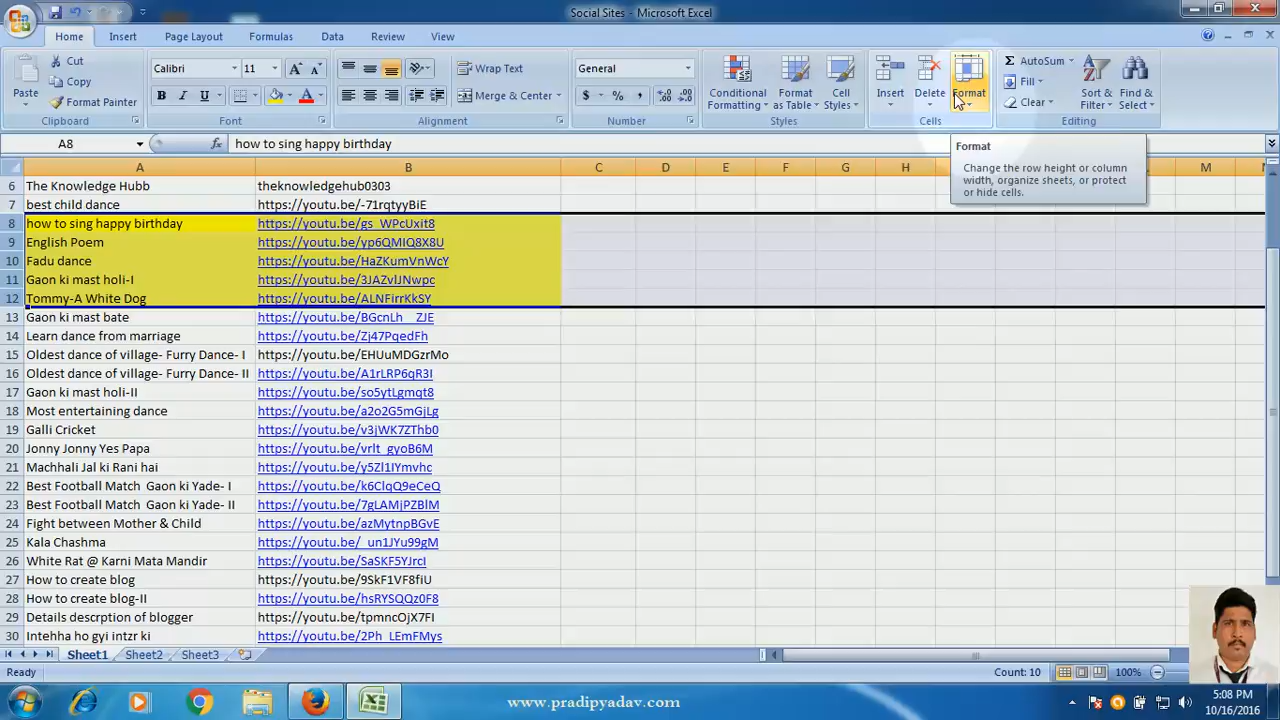 Social Sites - Microsoft Excel
Home Insert Page Layout Formulas Data Review View
Paste
Cut
Copy
Format Painter
Clipboard
Calibri 11
B I U
A
Font
Wrap Text
Merge & Center
Alignment
General
$ % ,
Number
Conditional Formatting
Format as Table
Cell Styles
Styles
Insert
Delete
Format
Cells
Σ AutoSum
Fill
Clear
Sort & Filter
Find & Select
Editing
A8 fx how to sing happy birthday
Format
Change the row height or column
width, organize sheets, or protect
or hide cells.
A B C D E F G H M
6 The Knowledge Hubb theknowledgehub0303
7 best child dance https://youtu.be/-71rqtyyBiE
8 how to sing happy birthday https://youtu.be/gs_WPcUxit8
9 English Poem https://youtu.be/yp6QMIQ8X8U
10 Fadu dance https://youtu.be/HaZKumVnWcY
11 Gaon ki mast holi-I https://youtu.be/3JAZvlJNwpc
12 Tommy-A White Dog https://youtu.be/ALNFirrKkSY
13 Gaon ki mast bate https://youtu.be/BGcnLh__ZJE
14 Learn dance from marriage https://youtu.be/Zj47PqedFh
15 Oldest dance of village- Furry Dance- I https://youtu.be/EHUuMDGzrMo
16 Oldest dance of village- Furry Dance- II https://youtu.be/A1rLRP6qR3I
17 Gaon ki mast holi-II https://youtu.be/so5ytLgmqt8
18 Most entertaining dance https://youtu.be/a2o2G5mGjLg
19 Galli Cricket https://youtu.be/v3jWK7ZThb0
20 Jonny Jonny Yes Papa https://youtu.be/vrlt_gyoB6M
21 Machhali Jal ki Rani hai https://youtu.be/y5Zl1IYmvhc
22 Best Football Match Gaon ki Yade- I https://youtu.be/k6ClqQ9eCeQ
23 Best Football Match Gaon ki Yade- II https://youtu.be/7gLAMjPZBlM
24 Fight between Mother & Child https://youtu.be/azMytnpBGvE
25 Kala Chashma https://youtu.be/_un1JYu99gM
26 White Rat @ Karni Mata Mandir https://youtu.be/SaSKF5YJrcI
27 How to create blog https://youtu.be/9SkF1VF8fiU
28 How to create blog-II https://youtu.be/hsRYSQQz0F8
29 Details descrption of blogger https://youtu.be/tpmncOjX7FI
30 Intehha ho gyi intzr ki https://youtu.be/2Ph_LEmFMys
Sheet1 Sheet2 Sheet3
Ready Count: 10 100%
www.pradipyadav.com
5:08 PM
10/16/2016